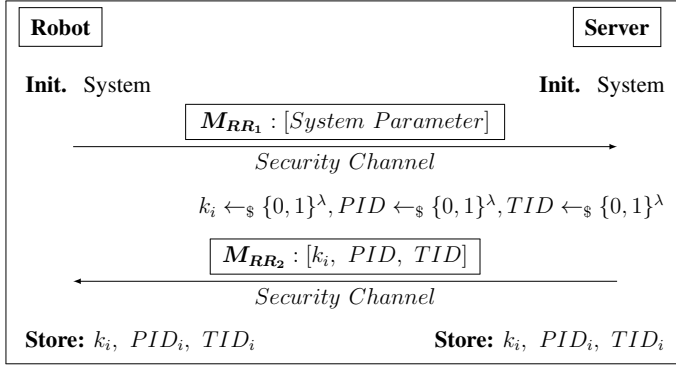 Robot Server
Init. System Init. System
M_{RR_1} : [System Parameter]
Security Channel
k_i ←_$ {0, 1}^λ, PID ←_$ {0, 1}^λ, TID ←_$ {0, 1}^λ
M_{RR_2} : [k_i, PID, TID]
Security Channel
Store: k_i, PID_i, TID_i Store: k_i, PID_i, TID_i